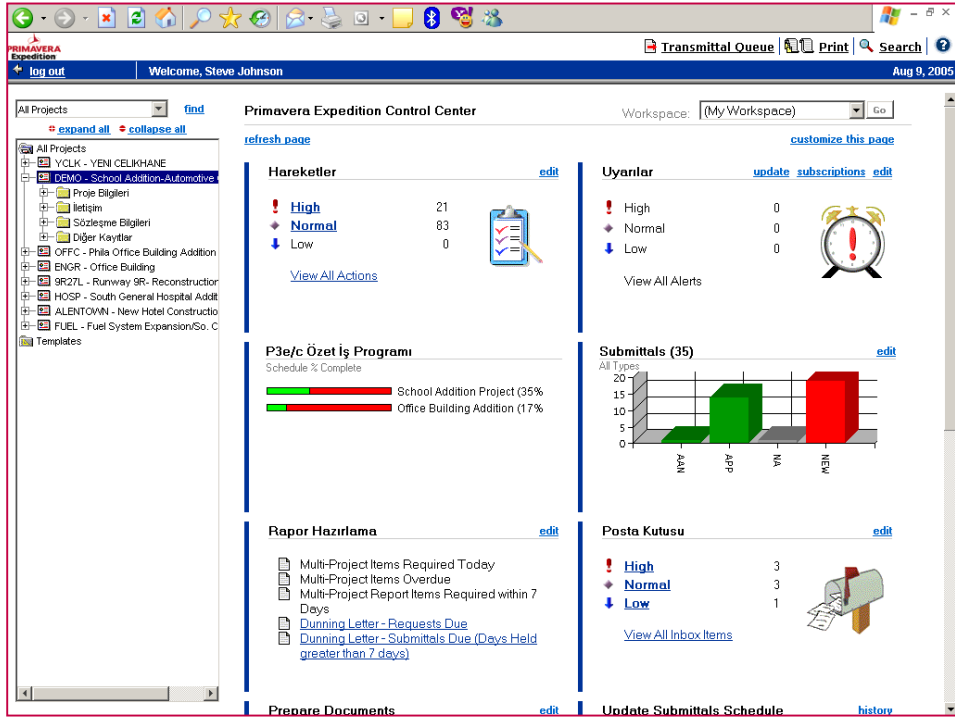 Transmittal Queue Print Search
PRIMAVERA
Expedition
log out Welcome, Steve Johnson Aug 9, 2005
All Projects find
expand all collapse all
All Projects
YCLK - YENI CELIKHANE
DEMO - School Addition-Automotive
Proje Bilgileri
İletişim
Sözleşme Bilgileri
Diğer Kayıtlar
OFFC - Phila Office Building Addition
ENGR - Office Building
9R27L - Runway 9R- Reconstruction
HOSP - South General Hospital Addit
ALENTOWN - New Hotel Constructio
FUEL - Fuel System Expansion/So. C
Templates
Primavera Expedition Control Center Workspace: (My Workspace) Go
refresh page customize this page
Hareketler edit
High 21
Normal 83
Low 0
View All Actions
Uyarılar update subscriptions edit
High 0
Normal 0
Low 0
View All Alerts
P3e/c Özet İş Programı
Schedule % Complete
School Addition Project (35%
Office Building Addition (17%
Submittals (35) edit
All Types
20
15
10
5
0
AAN APP NA NEW
Rapor Hazırlama edit
Multi-Project Items Required Today
Multi-Project Items Overdue
Multi-Project Report Items Required within 7
Days
Dunning Letter - Requests Due
Dunning Letter - Submittals Due (Days Held
greater than 7 days)
Posta Kutusu edit
High 3
Normal 3
Low 1
View All Inbox Items
Prepare Documents edit
Update Submittals Schedule history